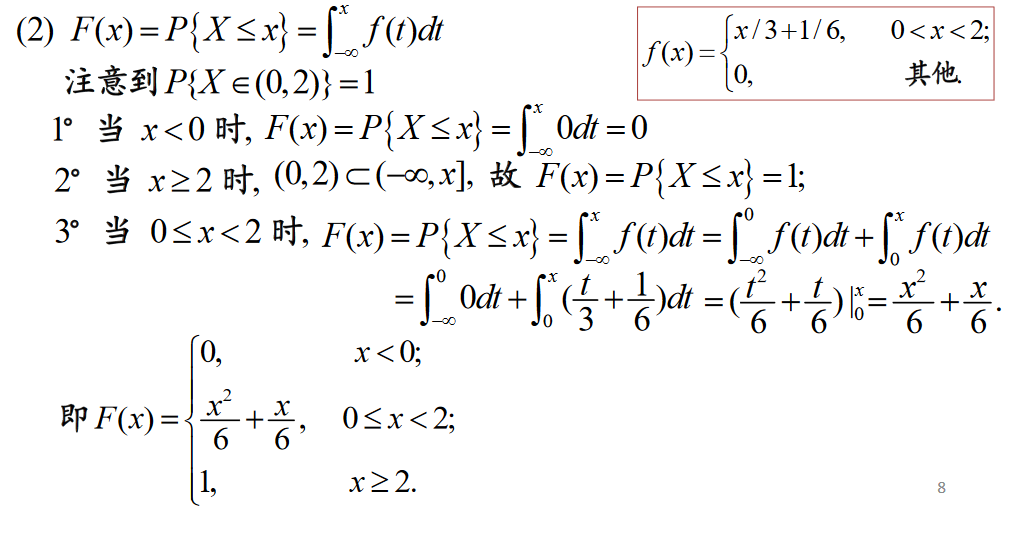 (2) F(x)=P{X≤x}=∫_{-∞}^{x} f(t)dt
f(x)={x/3+1/6, 0<x<2;
0, 其他.
注意到P{X∈(0,2)}=1
1° 当 x<0 时, F(x)=P{X≤x}=∫_{-∞}^{x} 0dt=0
2° 当 x≥2 时, (0,2)⊂(-∞,x], 故 F(x)=P{X≤x}=1;
3° 当 0≤x<2 时, F(x)=P{X≤x}=∫_{-∞}^{x} f(t)dt=∫_{-∞}^{0} f(t)dt+∫_{0}^{x} f(t)dt
=∫_{-∞}^{0} 0dt+∫_{0}^{x} (t/3+1/6)dt=(t²/6+t/6)|_{0}^{x}=x²/6+x/6.
0, x<0;
即 F(x)={x²/6+x/6, 0≤x<2;
1, x≥2.
8